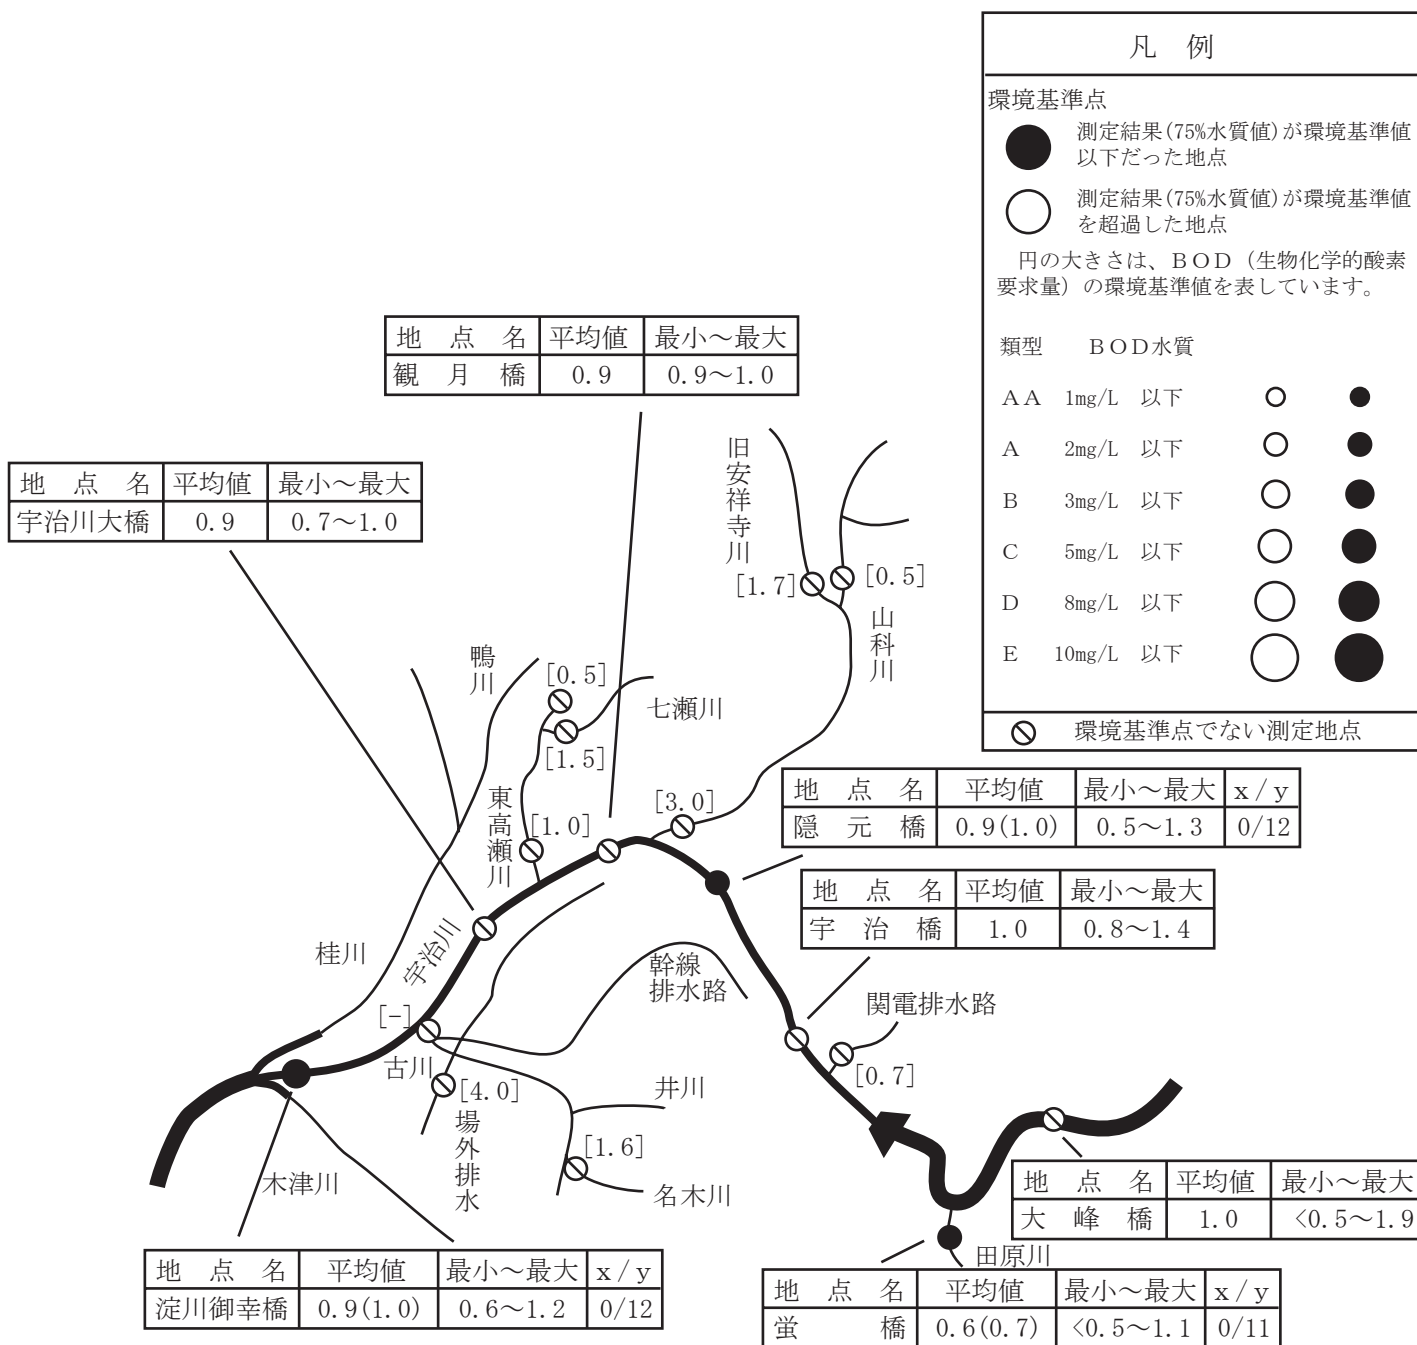 凡 例
環境基準点
測定結果(75%水質値)が環境基準値
以下だった地点
測定結果(75%水質値)が環境基準値
を超過した地点
円の大きさは、BOD(生物化学的酸素
要求量)の環境基準値を表しています。
類型 BOD水質
AA 1mg/L 以下
A 2mg/L 以下
B 3mg/L 以下
C 5mg/L 以下
D 8mg/L 以下
E 10mg/L 以下
環境基準点でない測定地点
地点名 平均値 最小～最大
観月橋 0.9 0.9～1.0
地点名 平均値 最小～最大
宇治川大橋 0.9 0.7～1.0
旧安祥寺川
[1.7]
[0.5]
山科川
鴨川
[0.5]
七瀬川
[1.5]
東高瀬川
[1.0]
[3.0]
地点名 平均値 最小～最大 x/y
隠元橋 0.9(1.0) 0.5～1.3 0/12
地点名 平均値 最小～最大
宇治橋 1.0 0.8～1.4
桂川
宇治川
幹線
排水路
関電排水路
[-]
古川
[0.7]
[4.0]
井川
場外排水
[1.6]
木津川
名木川
地点名 平均値 最小～最大
大峰橋 1.0 <0.5～1.9
田原川
地点名 平均値 最小～最大 x/y
淀川御幸橋 0.9(1.0) 0.6～1.2 0/12
地点名 平均値 最小～最大 x/y
蛍橋 0.6(0.7) <0.5～1.1 0/11